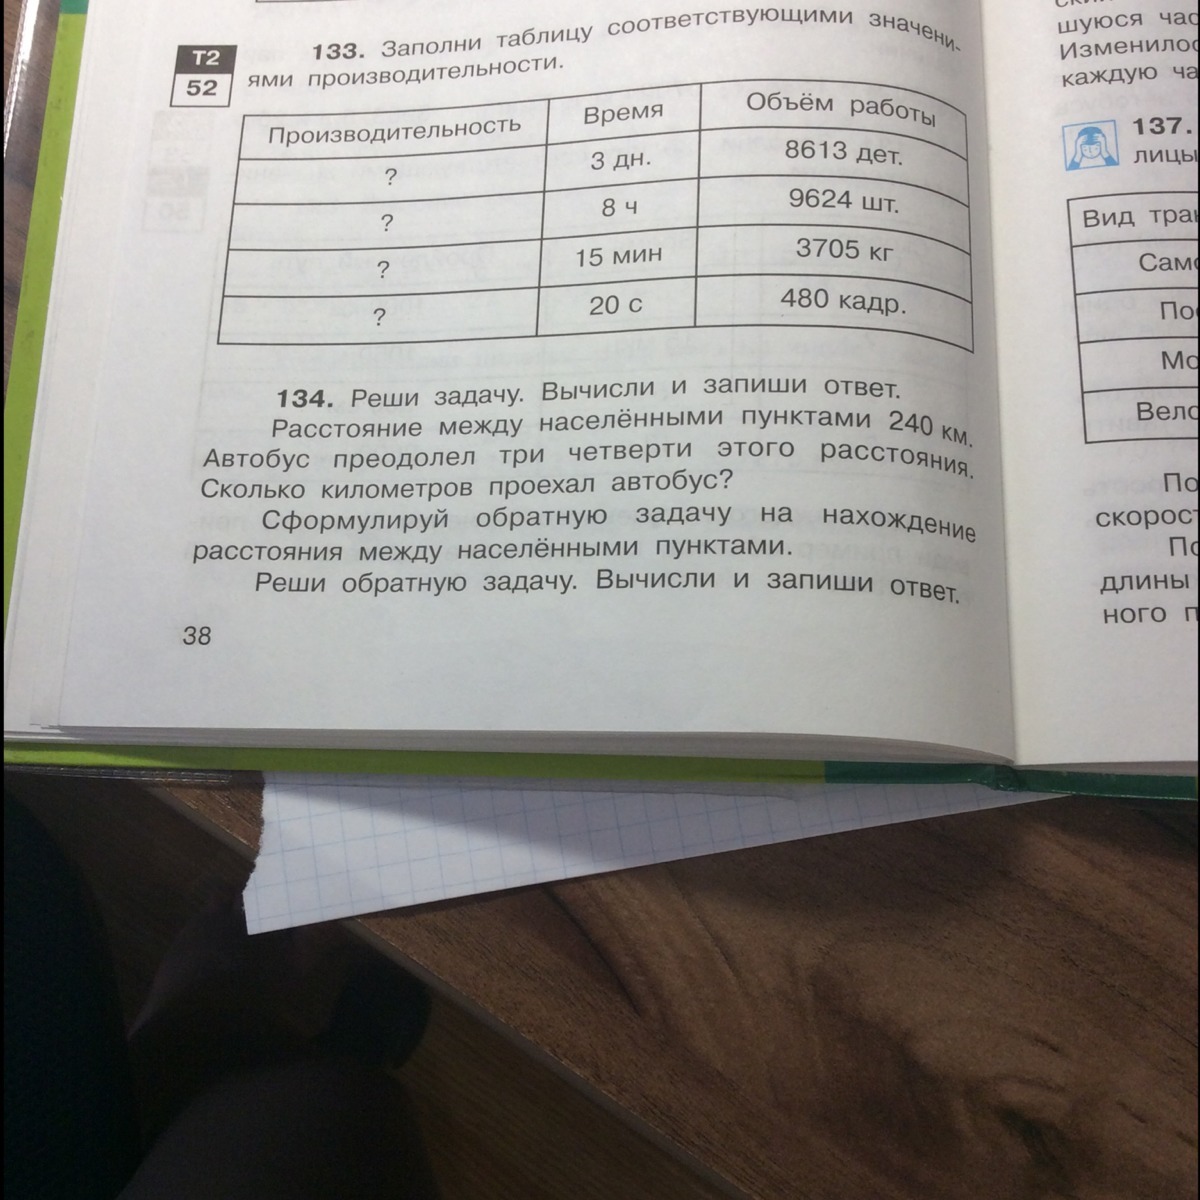 133. Заполни таблицу соответствующими значени-
ями производительности.
Т2
52
Производительность Время Объём работы
? 3 дн. 8613 дет.
? 8 ч 9624 шт.
? 15 мин 3705 кг
? 20 с 480 кадр.
134. Реши задачу. Вычисли и запиши ответ.
Расстояние между населёнными пунктами 240 км.
Автобус преодолел три четверти этого расстояния.
Сколько километров проехал автобус?
Сформулируй обратную задачу на нахождение
расстояния между населёнными пунктами.
Реши обратную задачу. Вычисли и запиши ответ.
38
шуюся час
Изменилос
каждую ча
137.
лицы
Вид тран
Само
Пос
Мо
Вело
По
скорост
По
длины
ного п